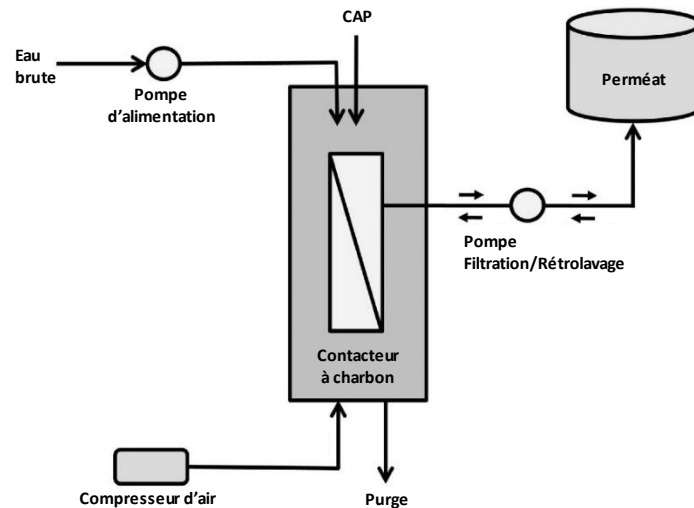 CAP
Eau
brute
Pompe
d’alimentation
Perméat
Pompe
Filtration/Rétrolavage
Contacteur
à charbon
Compresseur d’air
Purge